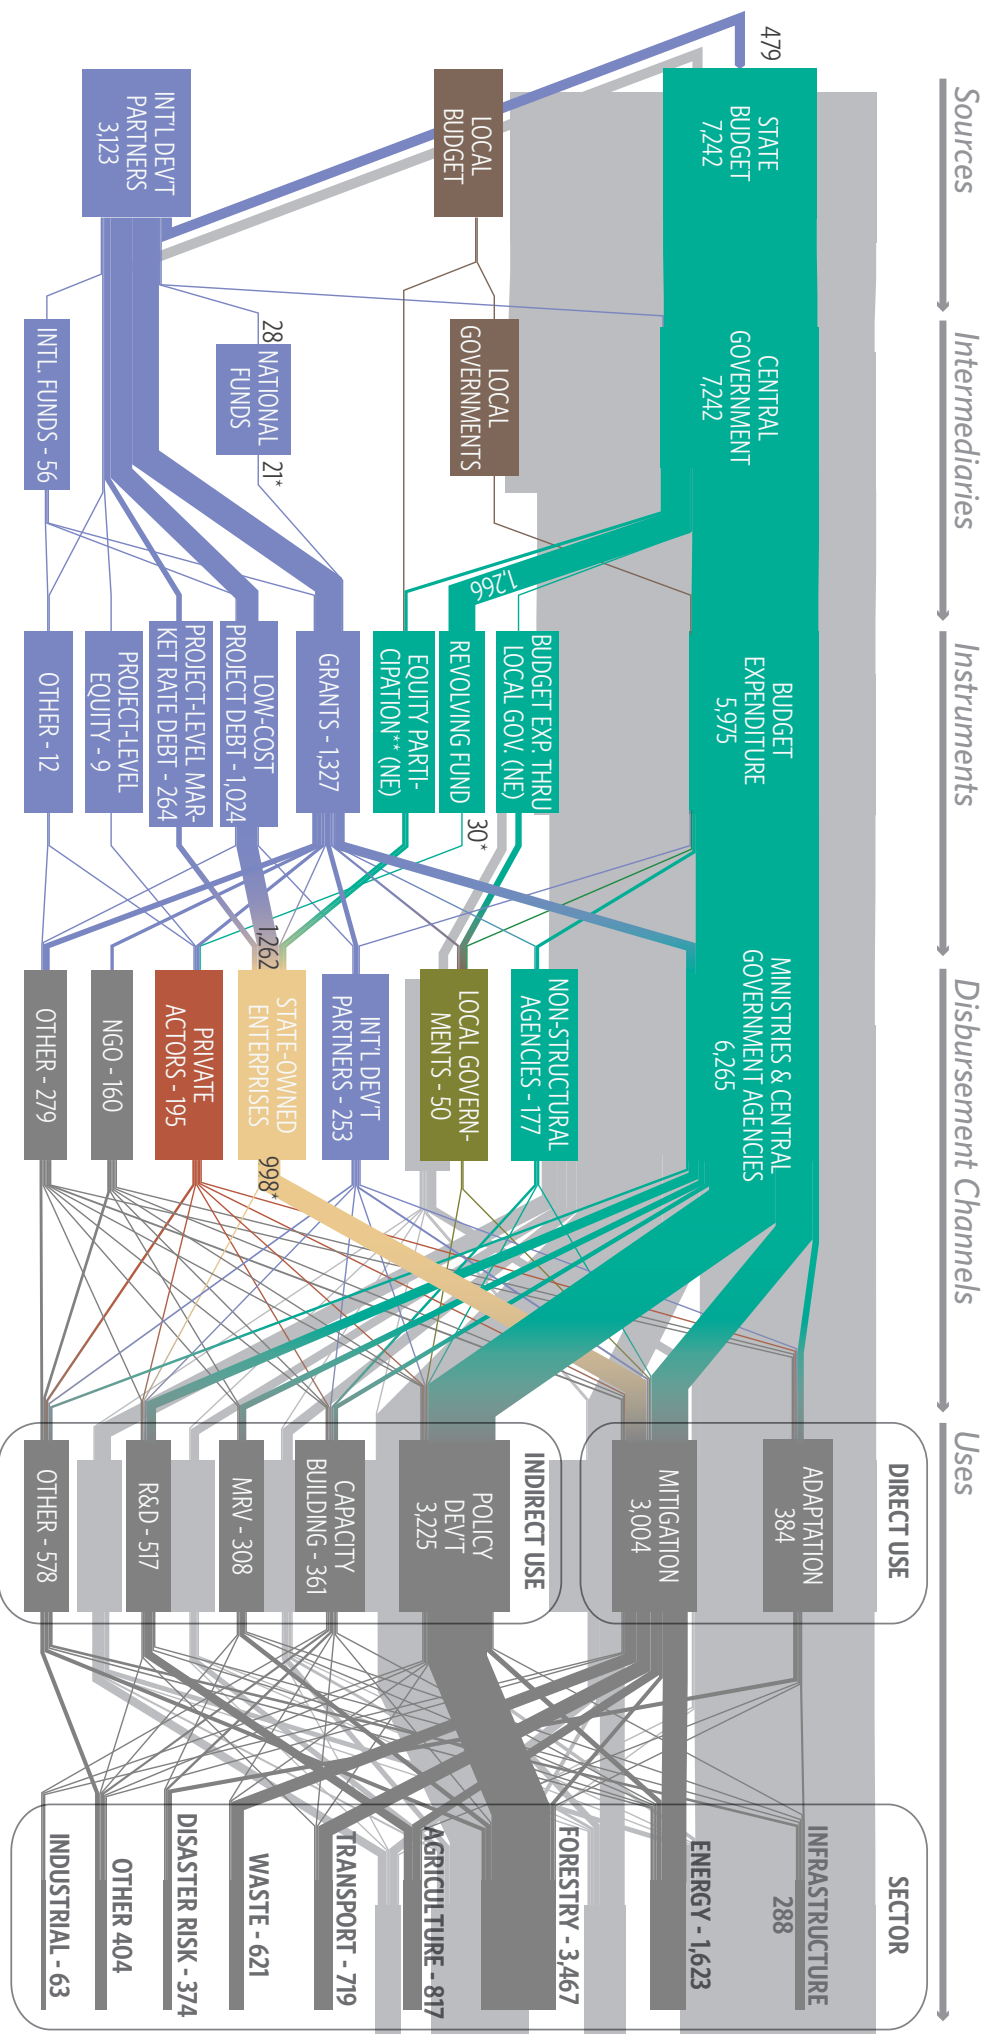 Sources
Intermediaries
Instruments
Disbursement Channels
Uses
479
STATE
BUDGET
7,242
LOCAL
BUDGET
INT'L DEV'T
PARTNERS
3,123
CENTRAL
GOVERNMENT
7,242
LOCAL
GOVERNMENTS
28
NATIONAL
FUNDS
21*
INTL. FUNDS - 56
1,266
BUDGET
EXPENDITURE
5,975
BUDGET EXP. THRU
LOCAL GOV. (NE)
REVOLVING FUND
30*
EQUITY PARTI-
CIPATION** (NE)
GRANTS - 1,327
LOW-COST
PROJECT DEBT - 1,024
PROJECT-LEVEL MAR-
KET RATE DEBT - 264
PROJECT-LEVEL
EQUITY - 9
OTHER - 12
MINISTRIES & CENTRAL
GOVERNMENT AGENCIES
6,265
NON-STRUCTURAL
AGENCIES - 177
LOCAL GOVERN-
MENTS - 50
INT'L DEV'T
PARTNERS - 253
1,262
STATE-OWNED
ENTERPRISES
998*
PRIVATE
ACTORS - 195
NGO - 160
OTHER - 279
DIRECT USE
ADAPTATION
384
MITIGATION
3,004
INDIRECT USE
POLICY
DEV'T
3,225
CAPACITY
BUILDING - 361
MRV - 308
R&D - 517
OTHER - 578
SECTOR
INFRASTRUCTURE
288
ENERGY - 1,623
FORESTRY - 3,467
AGRICULTURE - 817
TRANSPORT - 719
WASTE - 621
DISASTER RISK - 374
OTHER 404
INDUSTRIAL - 63